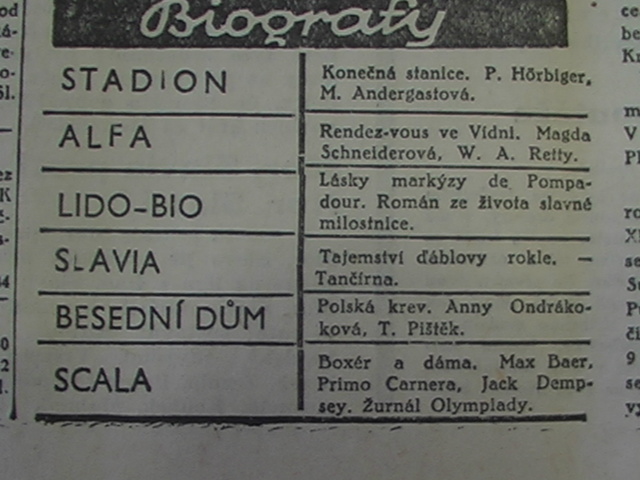 Biografy
STADION
Konečná stanice. P. Hörbiger,
M. Andergastová.
ALFA
Rendez-vous ve Vídni. Magda
Schneiderová, W. A. Retty.
LIDO-BIO
Lásky markýzy de Pompa-
dour. Román ze života slavné
milostnice.
SLAVIA
Tajemství ďáblovy rokle. —
Tančírna.
BESEDNÍ DŮM
Polská krev. Anny Ondráko-
ková, T. Pištěk.
SCALA
Boxér a dáma. Max Baer,
Primo Carnera, Jack Demp-
sey. Žurnál Olympiady.